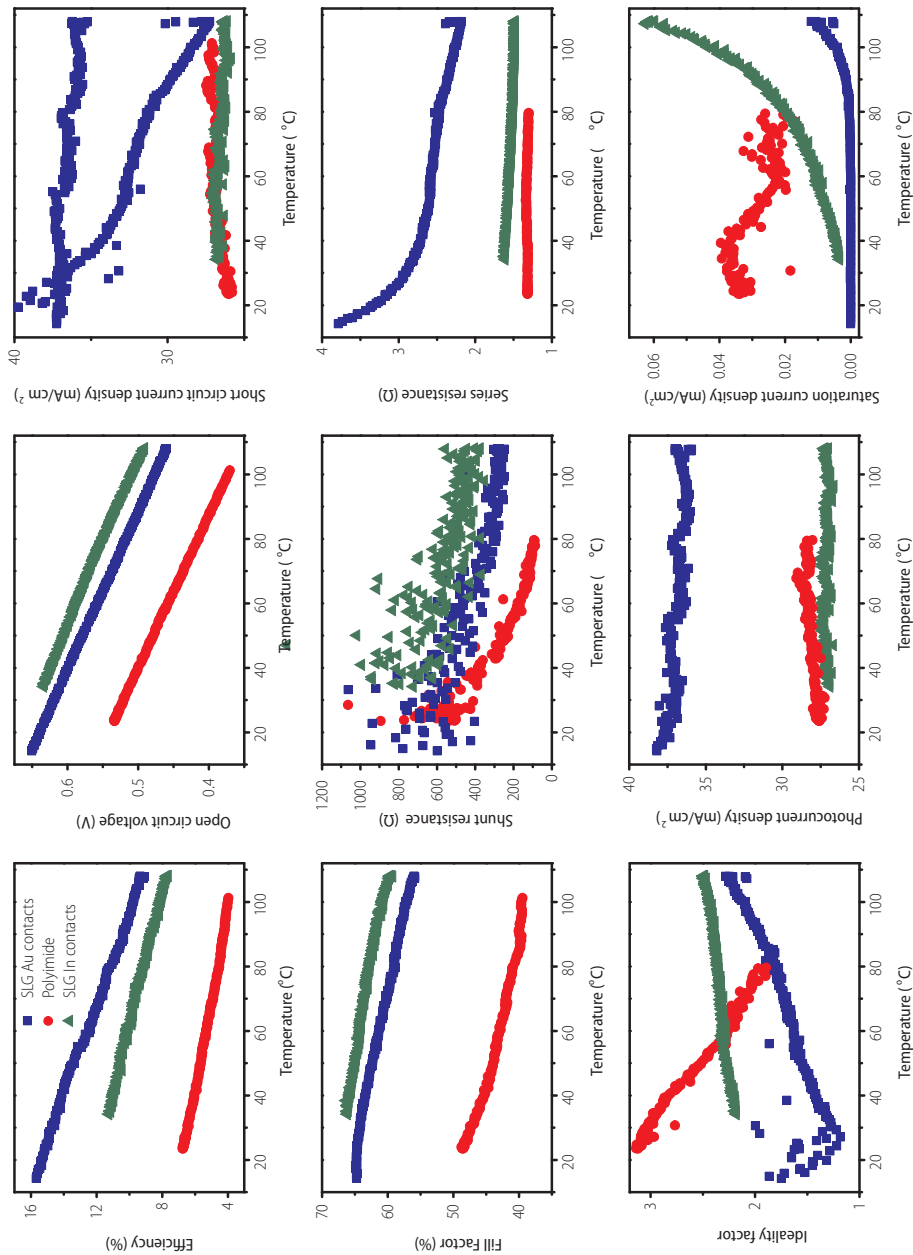 Efficiency (%)
16
12
8
4
SLG Au contacts
Polyimide
SLG In contacts
20 40 60 80 100
Temperature (°C)
Open circuit voltage (V)
0.6
0.5
0.4
20 40 60 80 100
Temperature ( °C)
Short circuit current density (mA/cm²)
40
30
20 40 60 80 100
Temperature ( °C)
Fill Factor (%)
70
60
50
40
20 40 60 80 100
Temperature (°C)
Shunt resistance (Ω)
1200
1000
800
600
400
200
0
20 40 60 80 100
Temperature ( °C)
Series resistance (Ω)
4
3
2
1
20 40 60 80 100
Temperature ( °C)
Ideality factor
3
2
1
20 40 60 80 100
Temperature (°C)
Photocurrent density (mA/cm²)
40
35
30
25
20 40 60 80 100
Temperature (°C)
Saturation current density (mA/cm²)
0.06
0.04
0.02
0.00
20 40 60 80 100
Temperature ( °C)